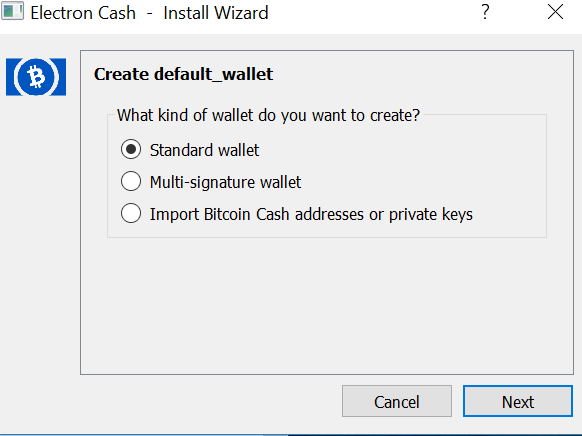 Electron Cash - Install Wizard ?
Create default_wallet
What kind of wallet do you want to create?
Standard wallet
Multi-signature wallet
Import Bitcoin Cash addresses or private keys
Cancel Next